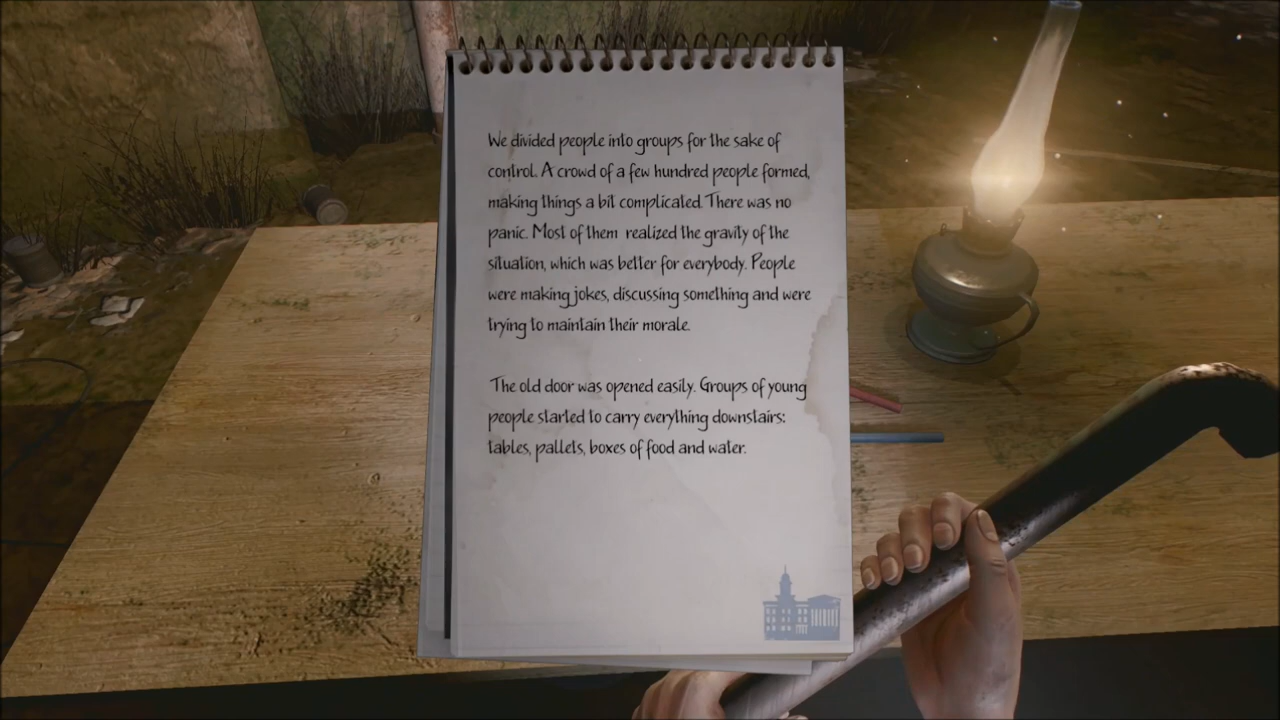 We divided people into groups for the sake of
control. A crowd of a few hundred people formed,
making things a bit complicated. There was no
panic. Most of them realized the gravity of the
situation, which was better for everybody. People
were making jokes, discussing something and were
trying to maintain their morale.
The old door was opened easily. Groups of young
people started to carry everything downstairs:
tables, pallets, boxes of food and water.